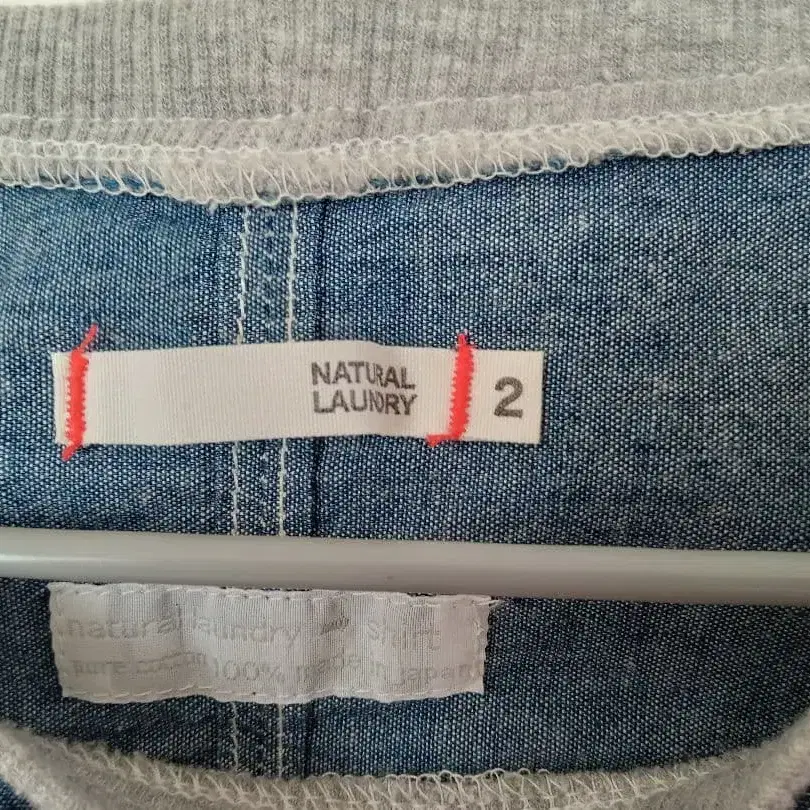 NATURAL
LAUNDRY
2
natural laundry shirt
pure cotton 100% made in japan